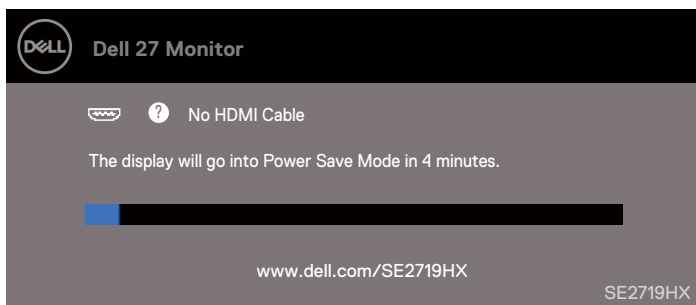 DELL
Dell 27 Monitor
? No HDMI Cable
The display will go into Power Save Mode in 4 minutes.
www.dell.com/SE2719HX
SE2719HX